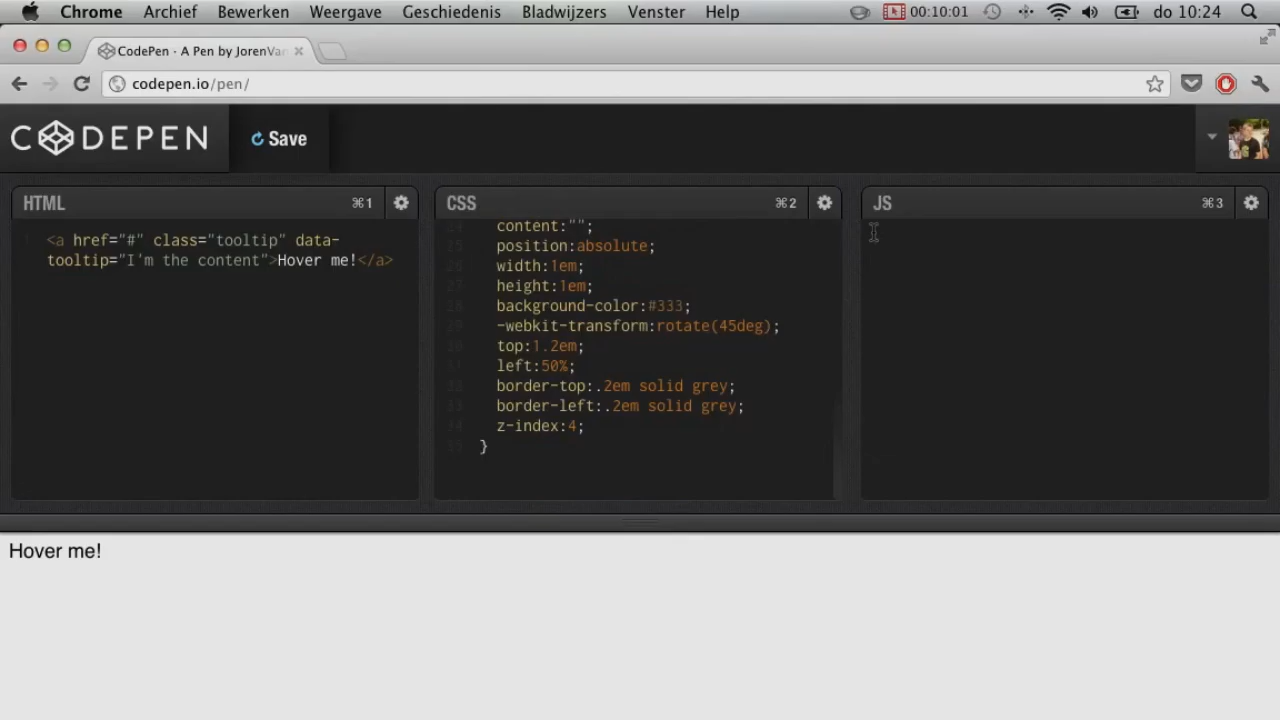 Chrome Archief Bewerken Weergave Geschiedenis Bladwijzers Venster Help 00:10:01 do 10:24
CodePen - A Pen by JorenVan
codepen.io/pen/
CODEPEN
Save
HTML ⌘1
<a href="#" class="tooltip" data-
tooltip="I'm the content">Hover me!</a>
CSS ⌘2
content:"";
position:absolute;
width:1em;
height:1em;
background-color:#333;
-webkit-transform:rotate(45deg);
top:1.2em;
left:50%;
border-top:.2em solid grey;
border-left:.2em solid grey;
z-index:4;
}
JS ⌘3
Hover me!